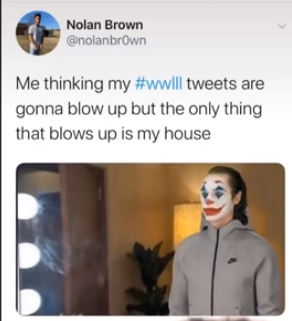 Nolan Brown
@nolanbr0wn
Me thinking my #wwlll tweets are
gonna blow up but the only thing
that blows up is my house